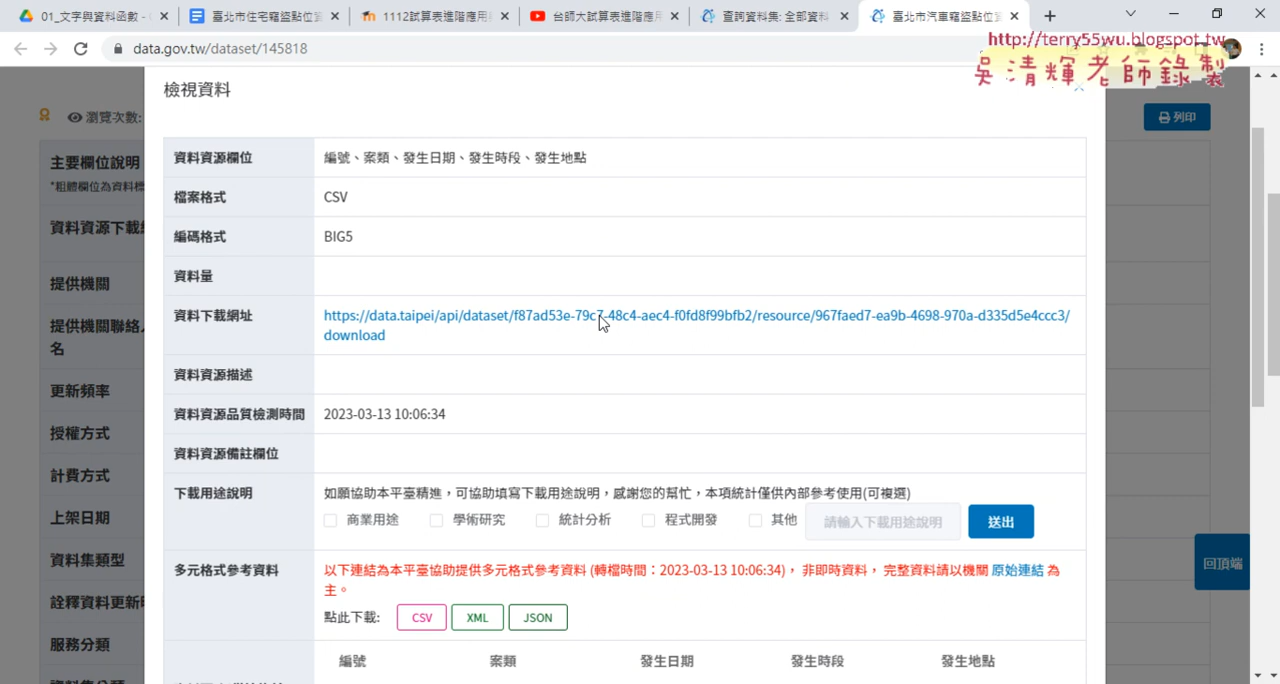 01_文字與資料函數 -
臺北市住宅竊盜點位資
1112試算表進階應用
台師大試算表進階應用
查詢資料集: 全部資料
臺北市汽車竊盜點位資
data.gov.tw/dataset/145818
http://terry55wu.blogspot.tw
吳清輝老師錄製
檢視資料
瀏覽次數:
列印
主要欄位說明
*粗體欄位為資料標
資料資源下載
提供機關
提供機關聯絡
名
更新頻率
授權方式
計費方式
上架日期
資料集類型
詮釋資料更新
服務分類
資料資源欄位 編號、案類、發生日期、發生時段、發生地點
檔案格式 CSV
編碼格式 BIG5
資料量
資料下載網址 https://data.taipei/api/dataset/f87ad53e-79c7-48c4-aec4-f0fd8f99bfb2/resource/967faed7-ea9b-4698-970a-d335d5e4ccc3/
download
資料資源描述
資料資源品質檢測時間 2023-03-13 10:06:34
資料資源備註欄位
下載用途說明 如願協助本平臺精進，可協助填寫下載用途說明，感謝您的幫忙，本項統計僅供內部參考使用(可複選)
商業用途 學術研究 統計分析 程式開發 其他 請輸入下載用途說明 送出
多元格式參考資料 以下連結為本平臺協助提供多元格式參考資料 (轉檔時間：2023-03-13 10:06:34)， 非即時資料， 完整資料請以機關 原始連結 為
主。
點此下載: CSV XML JSON
回頂端
編號 案類 發生日期 發生時段 發生地點